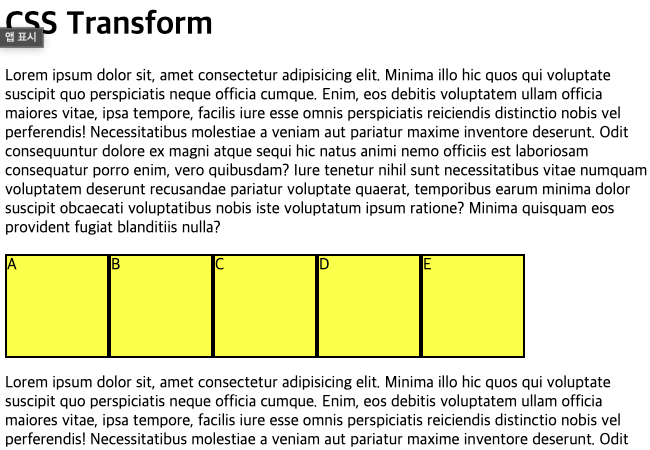 CSS Transform
앱 표시
Lorem ipsum dolor sit, amet consectetur adipisicing elit. Minima illo hic quos qui voluptate
suscipit quo perspiciatis neque officia cumque. Enim, eos debitis voluptatem ullam officia
maiores vitae, ipsa tempore, facilis iure esse omnis perspiciatis reiciendis distinctio nobis vel
perferendis! Necessitatibus molestiae a veniam aut pariatur maxime inventore deserunt. Odit
consequuntur dolore ex magni atque sequi hic natus animi nemo officiis est laboriosam
consequatur porro enim, vero quibusdam? Iure tenetur nihil sunt necessitatibus vitae numquam
voluptatem deserunt recusandae pariatur voluptate quaerat, temporibus earum minima dolor
suscipit obcaecati voluptatibus nobis iste voluptatum ipsum ratione? Minima quisquam eos
provident fugiat blanditiis nulla?
A B C D E
Lorem ipsum dolor sit, amet consectetur adipisicing elit. Minima illo hic quos qui voluptate
suscipit quo perspiciatis neque officia cumque. Enim, eos debitis voluptatem ullam officia
maiores vitae, ipsa tempore, facilis iure esse omnis perspiciatis reiciendis distinctio nobis vel
perferendis! Necessitatibus molestiae a veniam aut pariatur maxime inventore deserunt. Odit